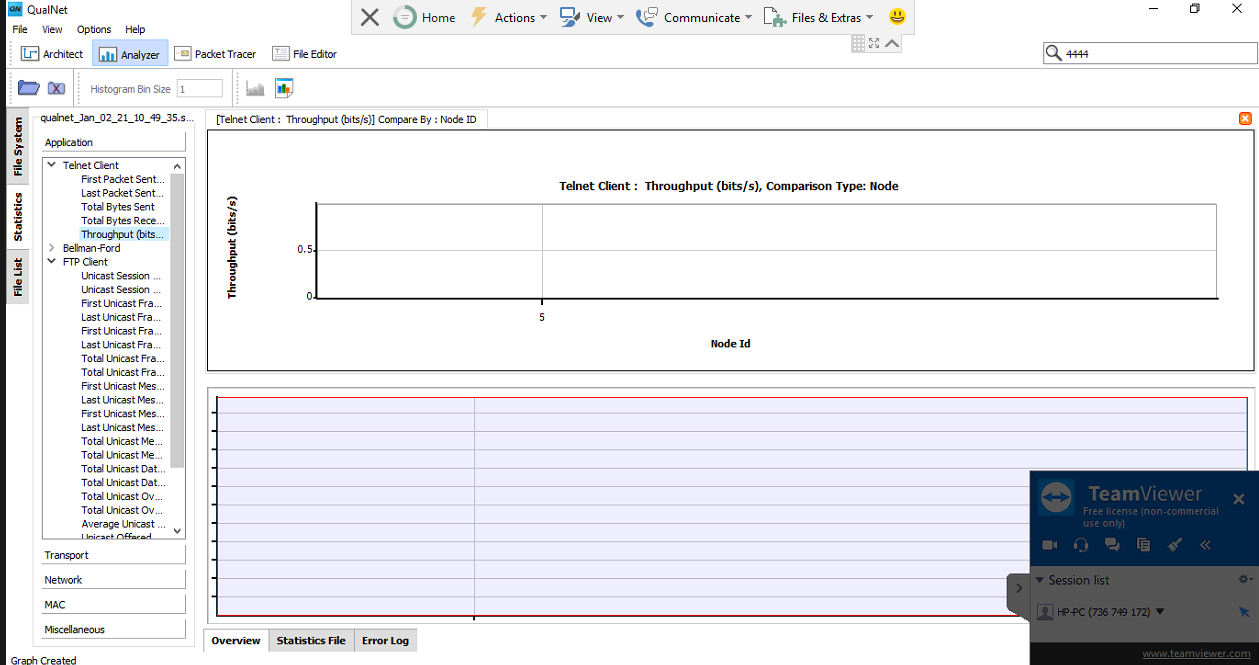 QN QualNet
Home Actions View Communicate Files & Extras
File View Options Help
Architect Analyzer Packet Tracer File Editor
4444
Histogram Bin Size 1
File System
Statistics
File List
qualnet_Jan_02_21_10_49_35.s...
Application
Telnet Client
First Packet Sent...
Last Packet Sent...
Total Bytes Sent
Total Bytes Rece...
Throughput (bits...
Bellman-Ford
FTP Client
Unicast Session ...
Unicast Session ...
First Unicast Fra...
Last Unicast Fra...
First Unicast Fra...
Last Unicast Fra...
Total Unicast Fra...
Total Unicast Fra...
First Unicast Mes...
Last Unicast Mes...
First Unicast Mes...
Last Unicast Mes...
Total Unicast Me...
Total Unicast Me...
Total Unicast Dat...
Total Unicast Dat...
Total Unicast Ov...
Total Unicast Ov...
Average Unicast ...
Unicast Offered
Transport
Network
MAC
Miscellaneous
[Telnet Client : Throughput (bits/s)] Compare By : Node ID
Telnet Client : Throughput (bits/s), Comparison Type: Node
Throughput (bits/s)
0.5
0
5
Node Id
TeamViewer
Free license (non-commercial
use only)
Session list
HP-PC (736 749 172)
www.teamviewer.com
Overview Statistics File Error Log
Graph Created